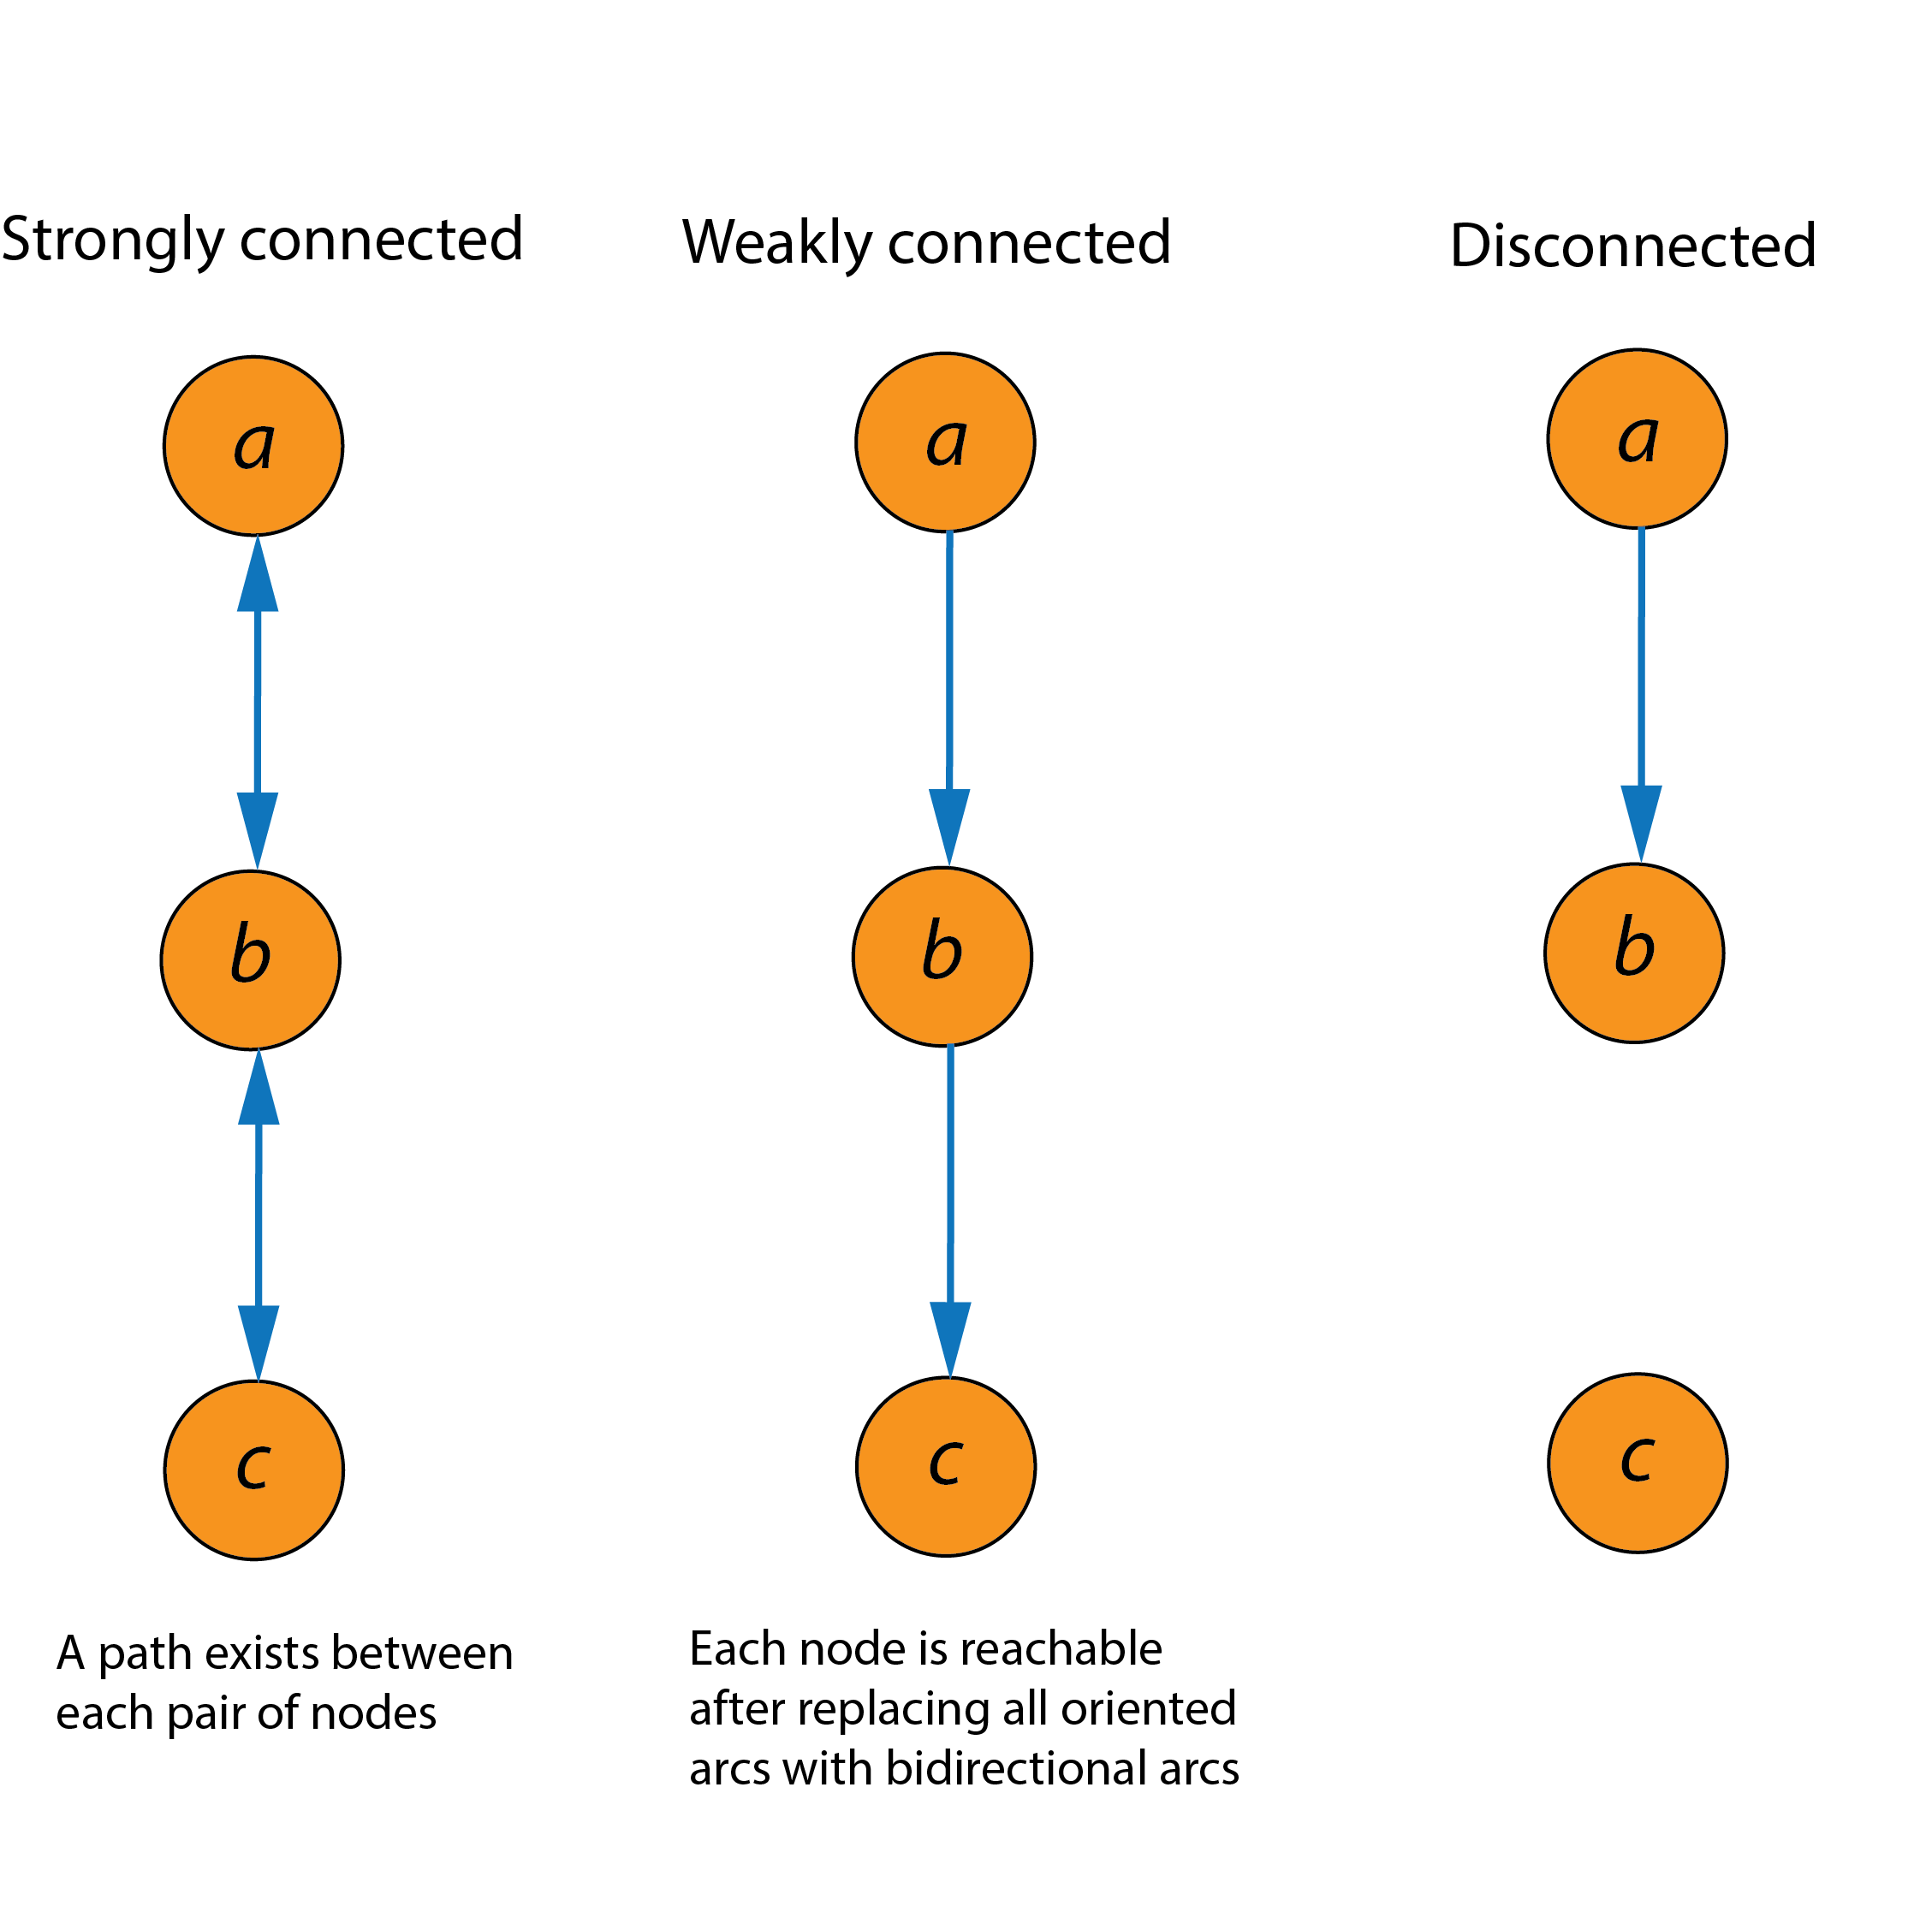 Strongly connected
Weakly connected
Disconnected
a
a
a
b
b
b
c
c
c
A path exists between
each pair of nodes
Each node is reachable
after replacing all oriented
arcs with bidirectional arcs